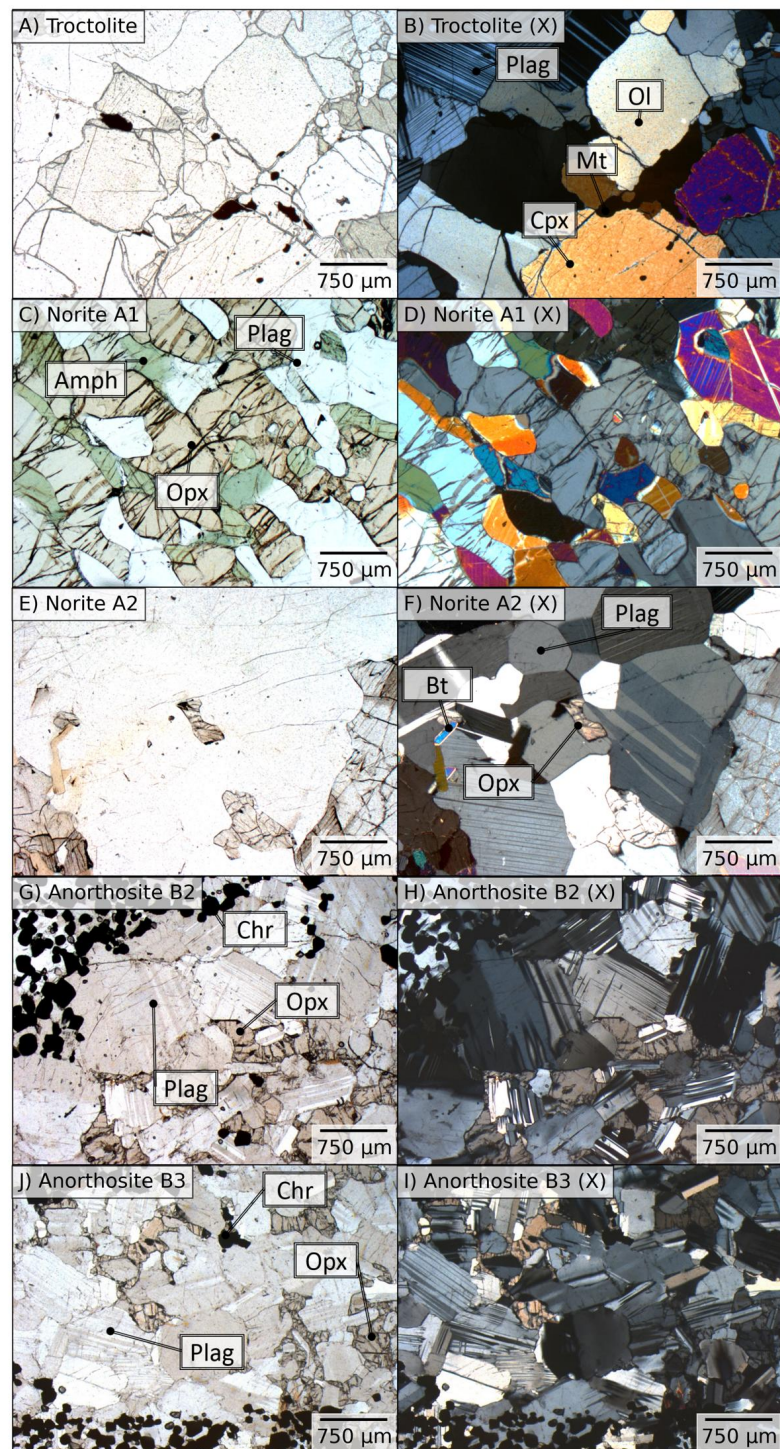 A) Troctolite
750 µm
B) Troctolite (X)
Plag
Ol
Mt
Cpx
750 µm
C) Norite A1
Plag
Amph
Opx
750 µm
D) Norite A1 (X)
750 µm
E) Norite A2
750 µm
F) Norite A2 (X)
Plag
Bt
Opx
750 µm
G) Anorthosite B2
Chr
Opx
Plag
750 µm
H) Anorthosite B2 (X)
750 µm
J) Anorthosite B3
Chr
Opx
Plag
750 µm
I) Anorthosite B3 (X)
750 µm